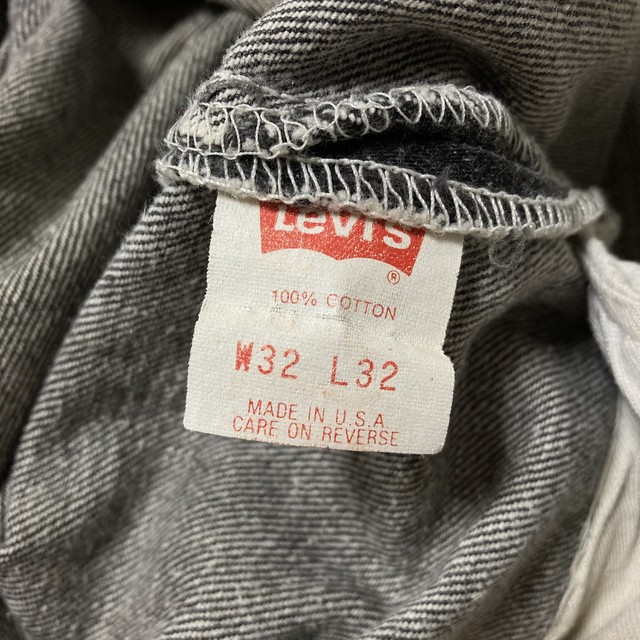 Levi's
®
100% COTTON
W32 L32
MADE IN U.S.A
CARE ON REVERSE